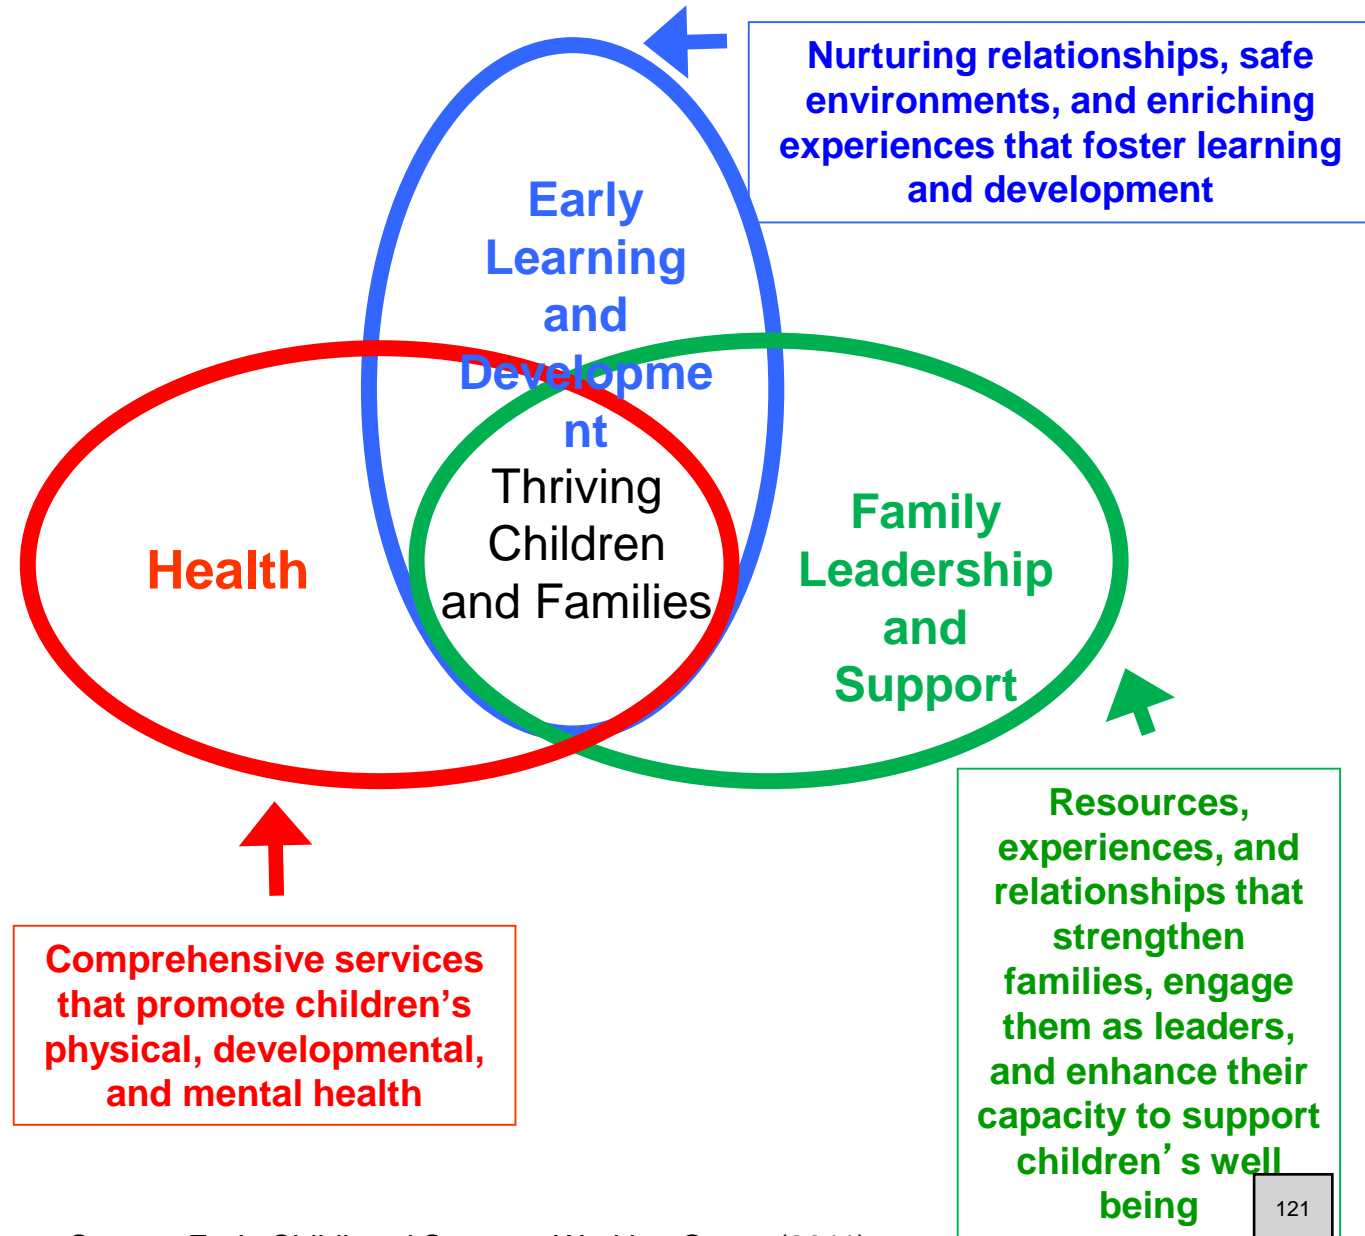 Nurturing relationships, safe
environments, and enriching
experiences that foster learning
and development
Early
Learning
and
Developme
nt
Thriving
Children
and Families
Health
Family
Leadership
and
Support
Comprehensive services
that promote children’s
physical, developmental,
and mental health
Resources,
experiences, and
relationships that
strengthen
families, engage
them as leaders,
and enhance their
capacity to support
children’ s well
being
121